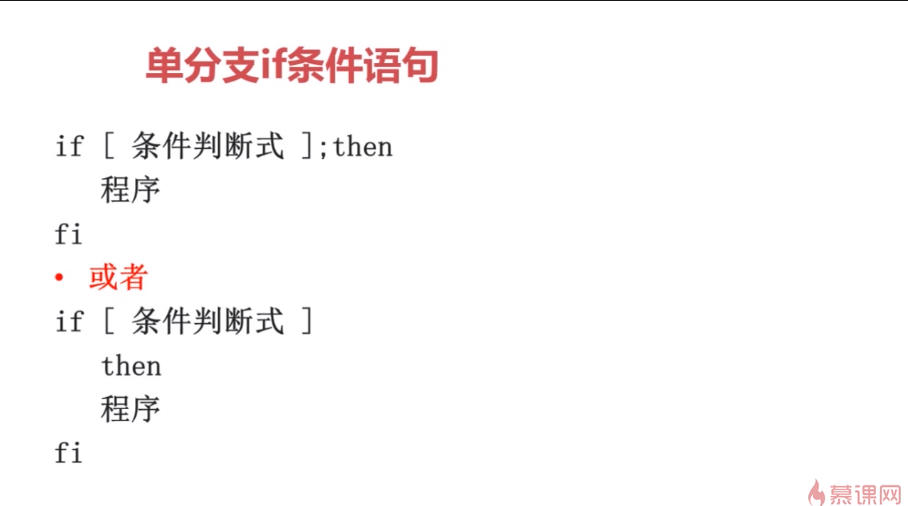 单分支if条件语句
if [ 条件判断式 ];then
程序
fi
• 或者
if [ 条件判断式 ]
then
程序
fi
慕课网